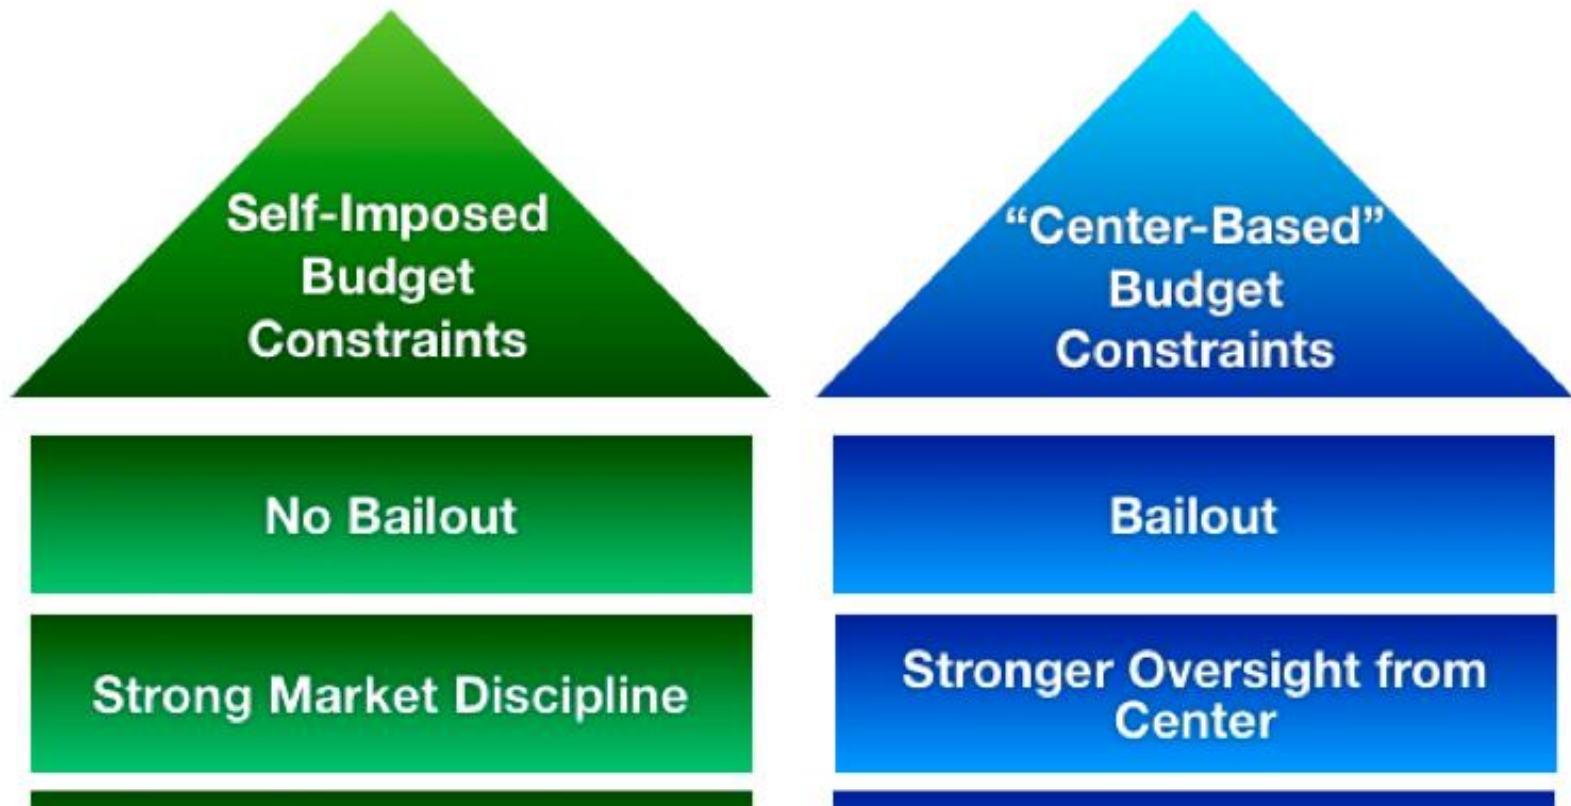 Self-Imposed
Budget
Constraints
“Center-Based”
Budget
Constraints
No Bailout
Bailout
Strong Market Discipline
Stronger Oversight from
Center